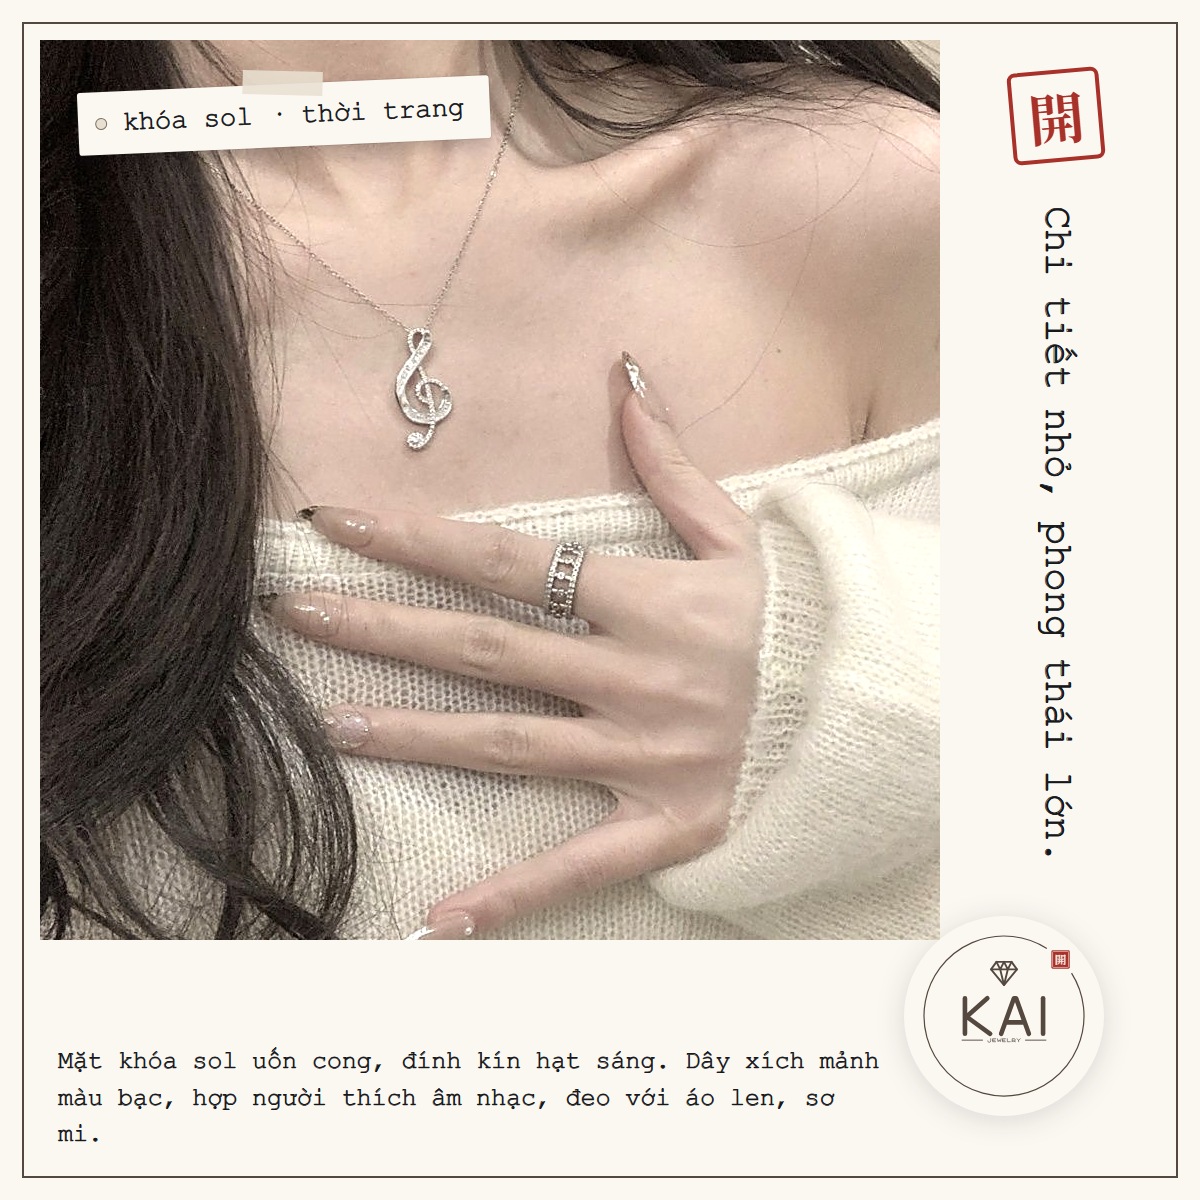 khóa sol · thời trang
開
Chi tiết nhỏ, phong thái lớn.
開
KAI
JEWELRY
Mặt khóa sol uốn cong, đính kín hạt sáng. Dây xích mảnh
màu bạc, hợp người thích âm nhạc, đeo với áo len, sơ
mi.